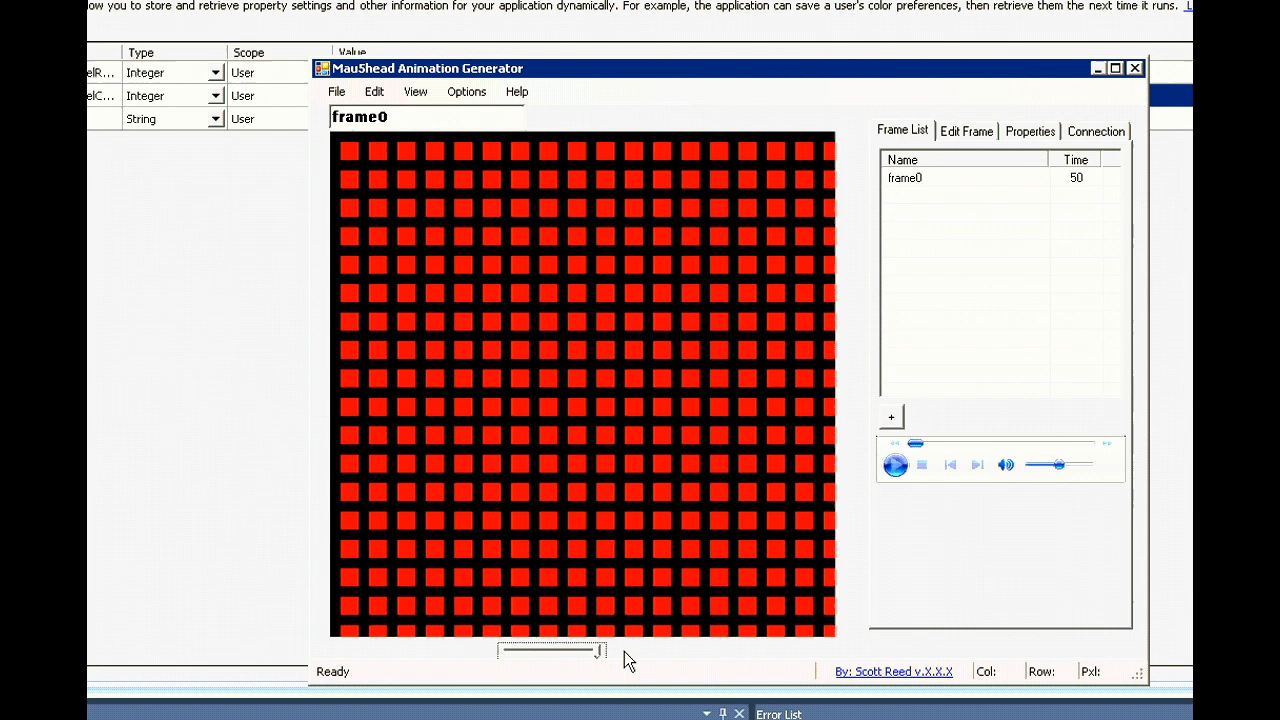 ow you to store and retrieve property settings and other information for your application dynamically. For example, the application can save a user's color preferences, then retrieve them the next time it runs. L
Type Scope Value
elR... Integer User
elC... Integer User
String User
Mau5head Animation Generator
File Edit View Options Help
frame0
Frame List Edit Frame Properties Connection
Name Time
frame0 50
+
Ready By: Scott Reed v.X.X.X Col: Row: Pxl:
Error List